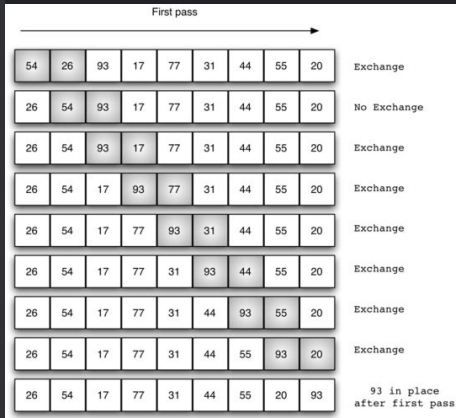 First pass
54 26 93 17 77 31 44 55 20 Exchange
26 54 93 17 77 31 44 55 20 No Exchange
26 54 93 17 77 31 44 55 20 Exchange
26 54 17 93 77 31 44 55 20 Exchange
26 54 17 77 93 31 44 55 20 Exchange
26 54 17 77 31 93 44 55 20 Exchange
26 54 17 77 31 44 93 55 20 Exchange
26 54 17 77 31 44 55 93 20 Exchange
26 54 17 77 31 44 55 20 93 93 in place
after first pass